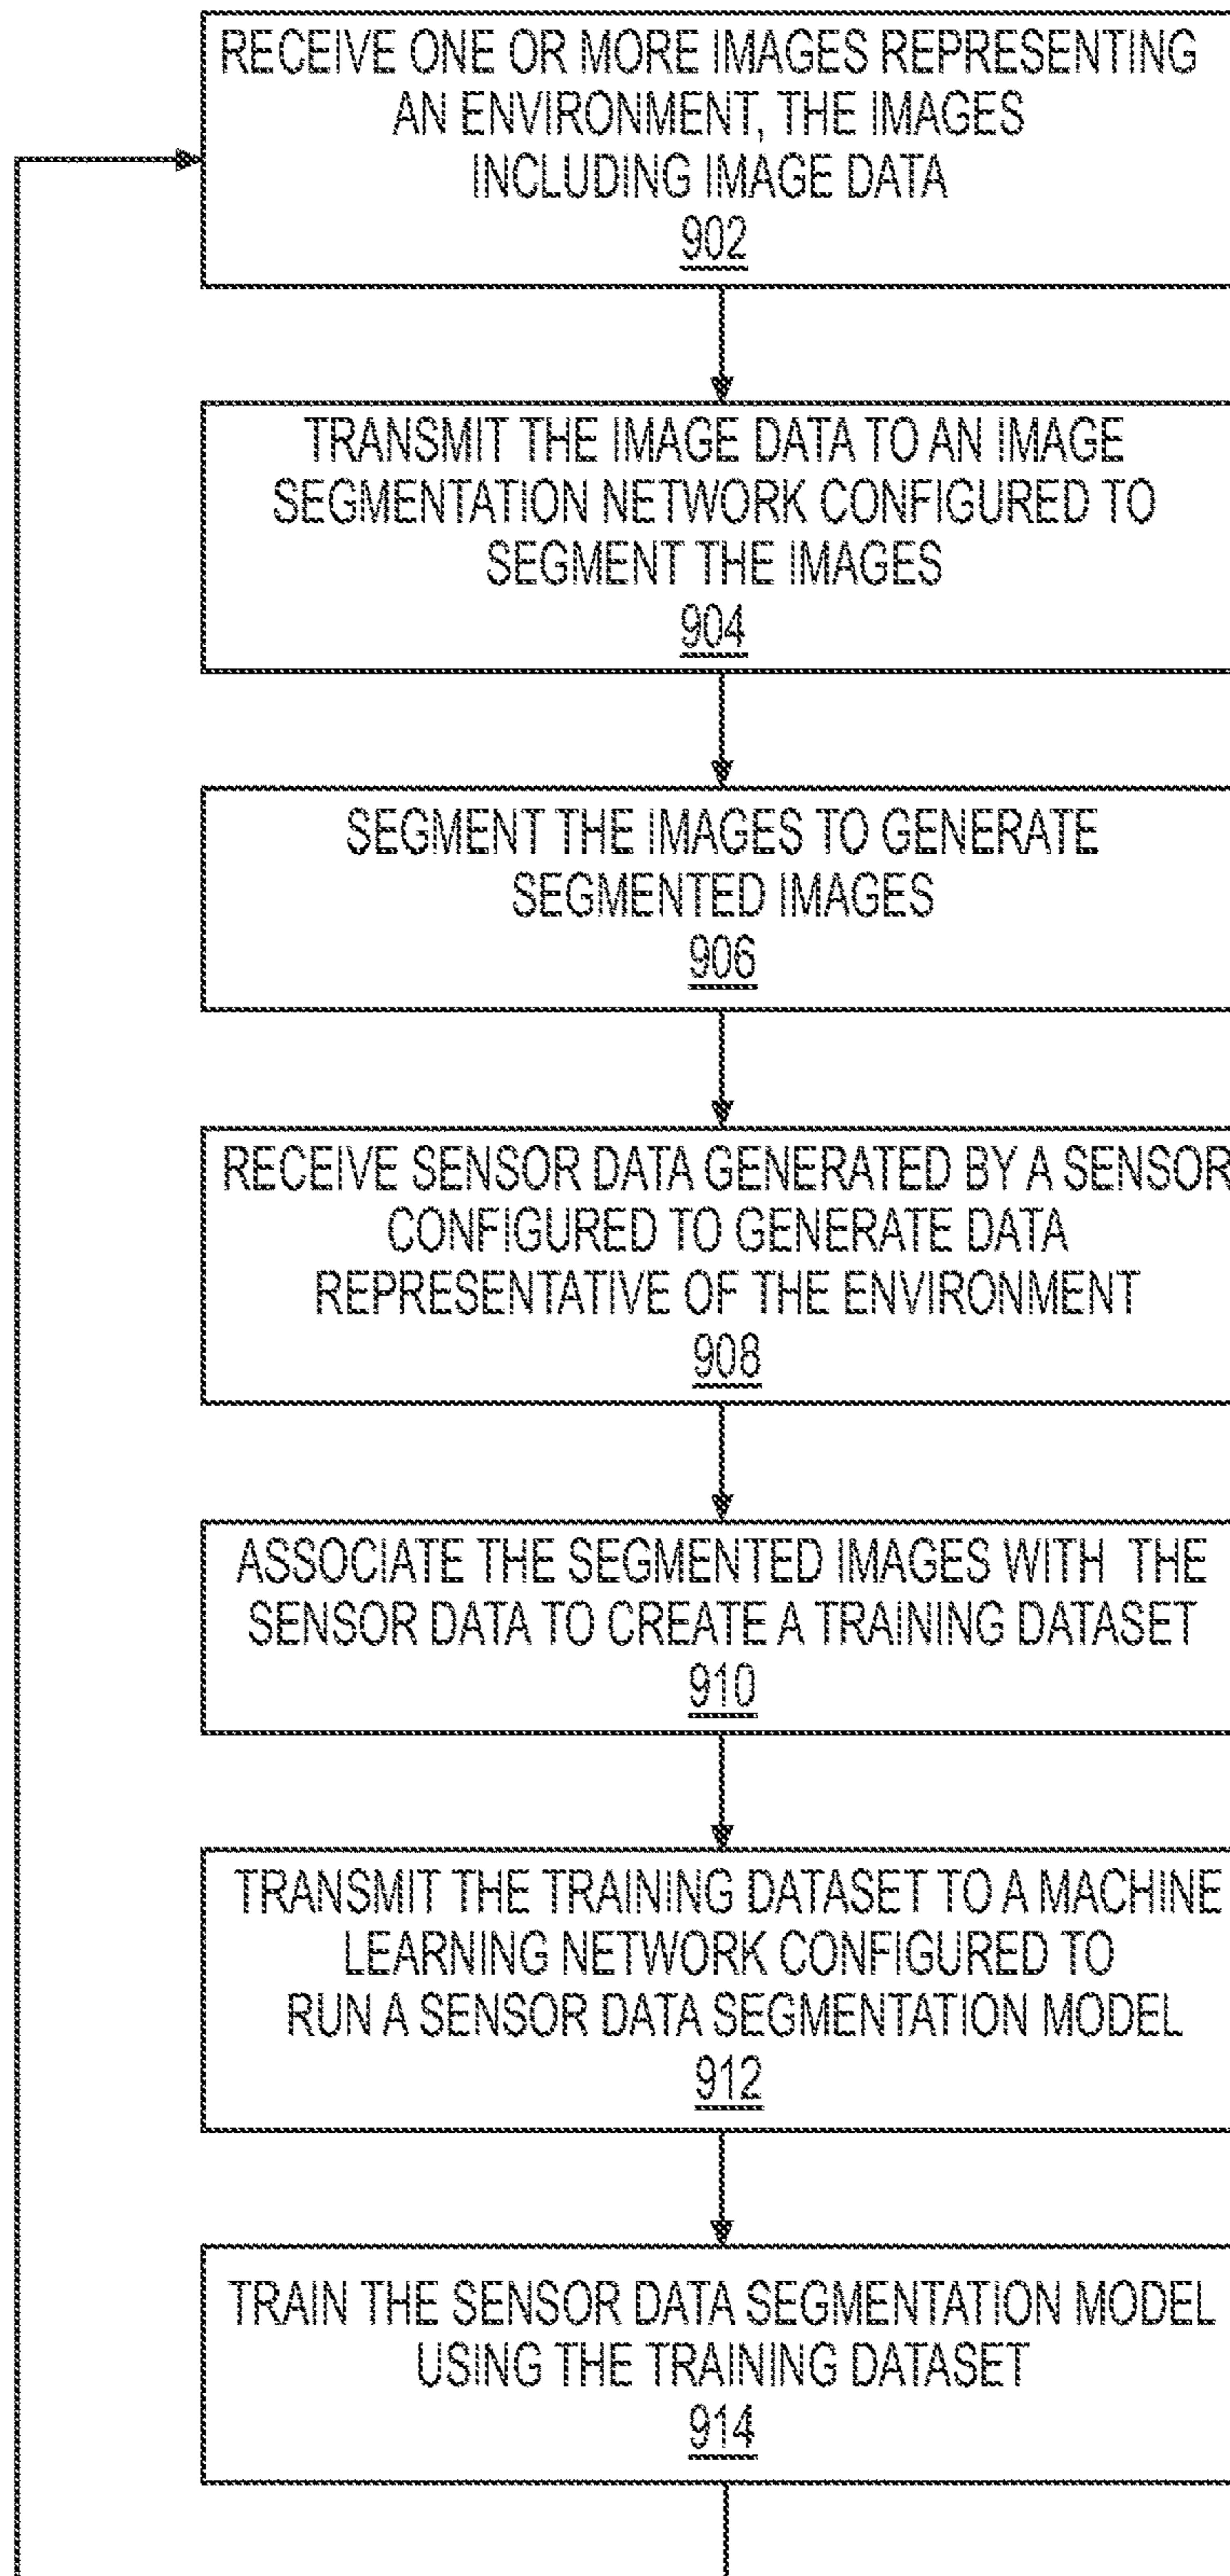 RECEIVE ONE OR MORE IMAGES REPRESENTING
AN ENVIRONMENT, THE IMAGES
INCLUDING IMAGE DATA
902
TRANSMIT THE IMAGE DATA TO AN IMAGE
SEGMENTATION NETWORK CONFIGURED TO
SEGMENT THE IMAGES
904
SEGMENT THE IMAGES TO GENERATE
SEGMENTED IMAGES
906
RECEIVE SENSOR DATA GENERATED BY A SENSOR
CONFIGURED TO GENERATE DATA
REPRESENTATIVE OF THE ENVIRONMENT
908
ASSOCIATE THE SEGMENTED IMAGES WITH THE
SENSOR DATA TO CREATE A TRAINING DATASET
910
TRANSMIT THE TRAINING DATASET TO A MACHINE
LEARNING NETWORK CONFIGURED TO
RUN A SENSOR DATA SEGMENTATION MODEL
912
TRAIN THE SENSOR DATA SEGMENTATION MODEL
USING THE TRAINING DATASET
914